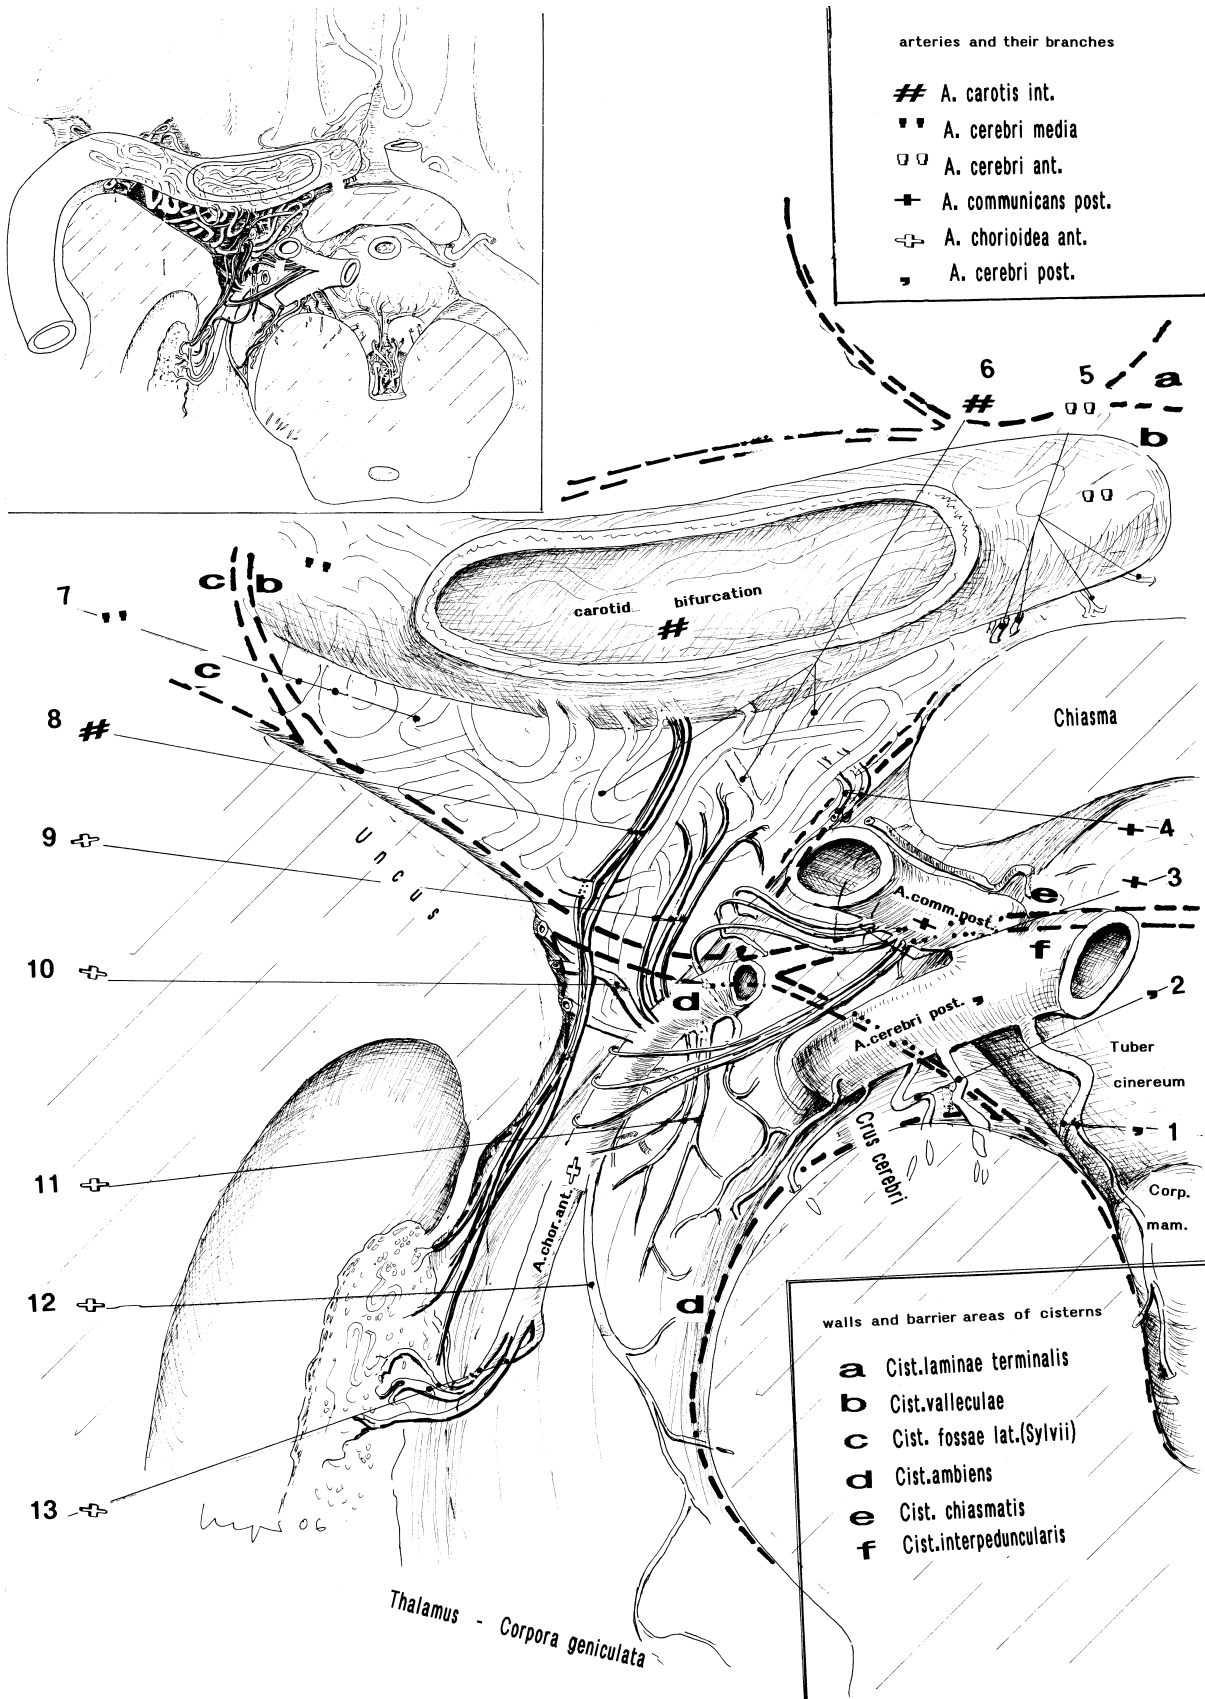 arteries and their branches
# A. carotis int.
A. cerebri media
A. cerebri ant.
A. communicans post.
A. chorioidea ant.
, A. cerebri post.
6
#
5
a
b
c b
7
carotid bifurcation
#
c
8 #
Chiasma
9
Uncus
4
3
A.comm.post.
e
f
10
d
2
A.cerebri post. ,
Tuber
cinereum
Crus cerebri
1
11
A.chor.ant.
Corp.
mam.
12
d
walls and barrier areas of cisterns
a Cist.laminae terminalis
b Cist.valleculae
c Cist. fossae lat.(Sylvii)
d Cist.ambiens
e Cist. chiasmatis
f Cist.interpeduncularis
13
06
Thalamus - Corpora geniculata